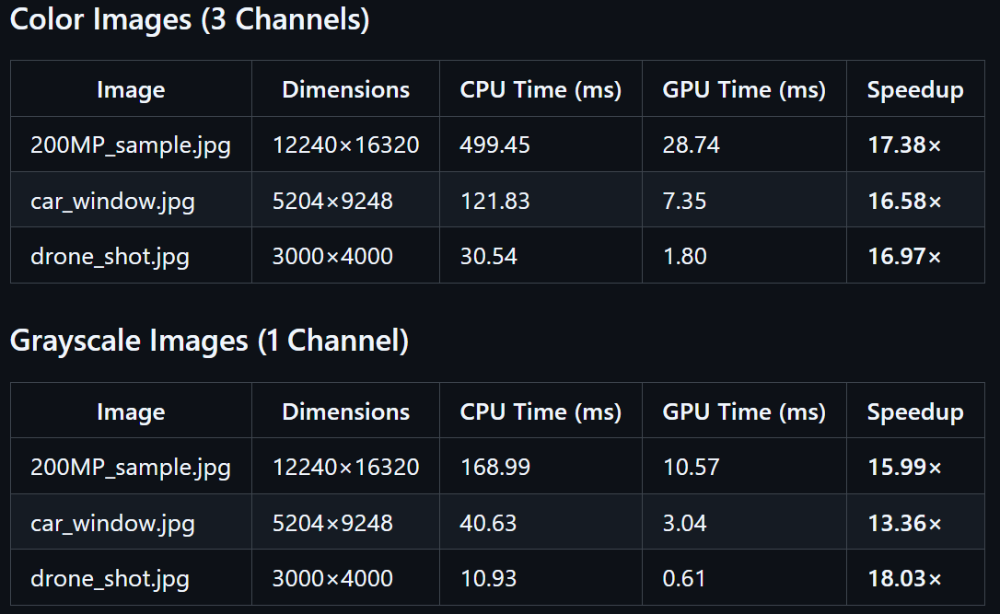 Color Images (3 Channels)
Image Dimensions CPU Time (ms) GPU Time (ms) Speedup
200MP_sample.jpg 12240×16320 499.45 28.74 17.38×
car_window.jpg 5204×9248 121.83 7.35 16.58×
drone_shot.jpg 3000×4000 30.54 1.80 16.97×
Grayscale Images (1 Channel)
Image Dimensions CPU Time (ms) GPU Time (ms) Speedup
200MP_sample.jpg 12240×16320 168.99 10.57 15.99×
car_window.jpg 5204×9248 40.63 3.04 13.36×
drone_shot.jpg 3000×4000 10.93 0.61 18.03×